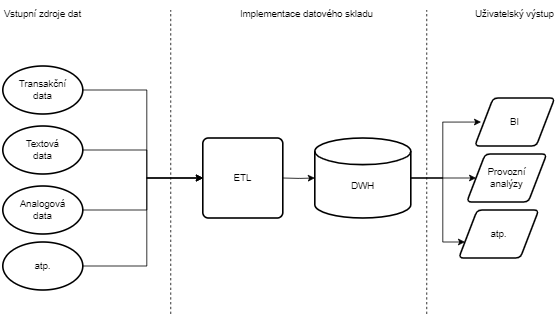 Vstupní zdroje dat
Implementace datového skladu
Uživatelský výstup
Transakční
data
Textová
data
Analogová
data
atp.
ETL
DWH
BI
Provozní
analýzy
atp.